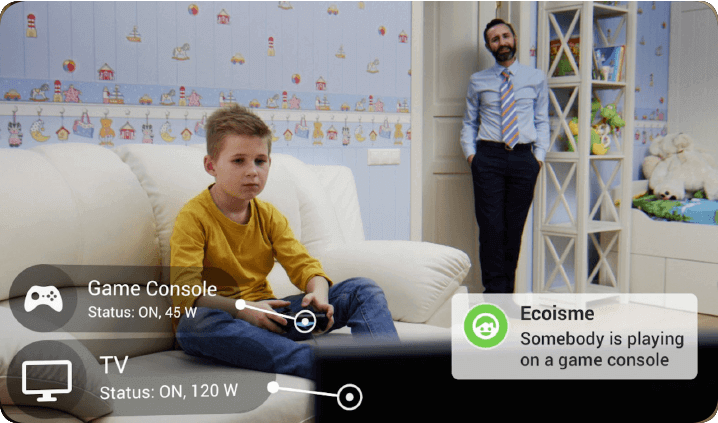 Game Console
Status: ON, 45 W
TV
Status: ON, 120 W
Ecoisme
Somebody is playing
on a game console